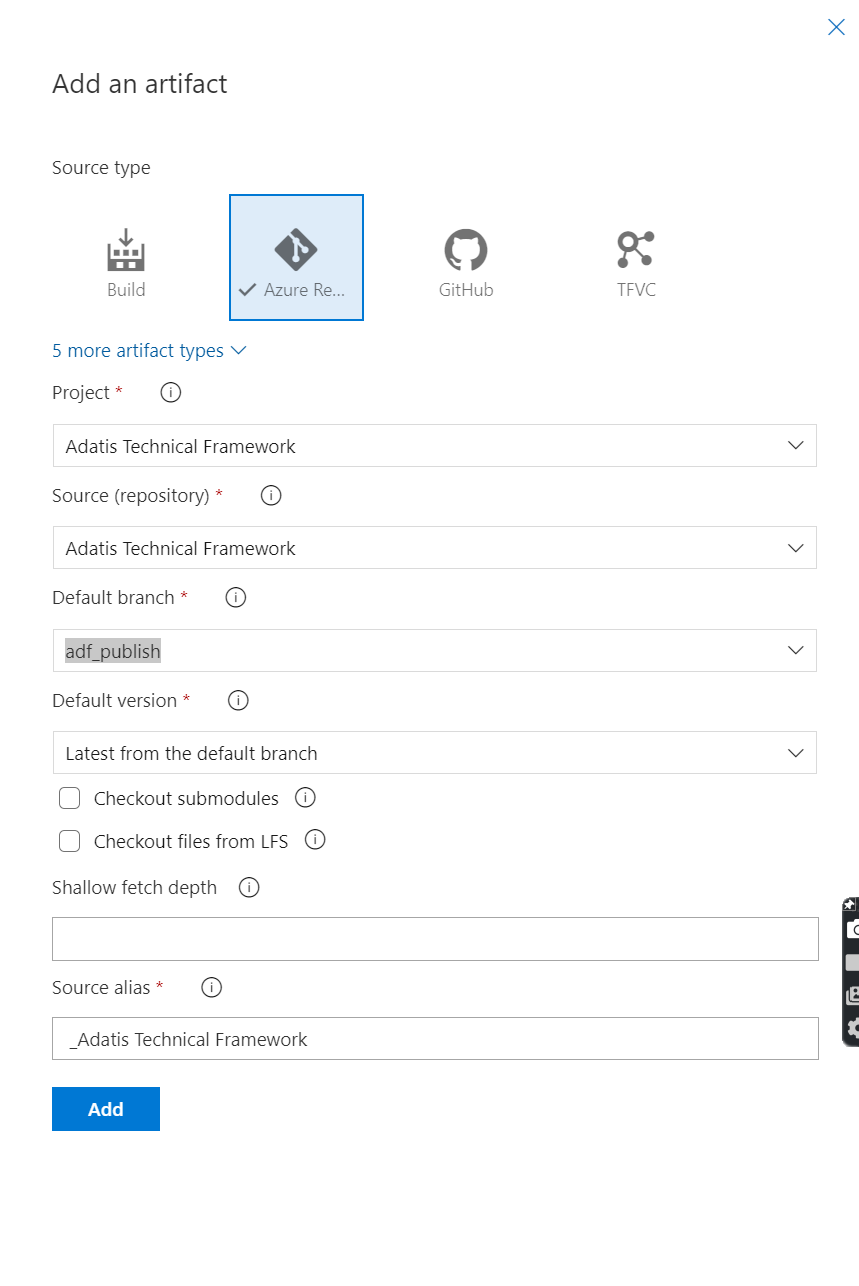 Add an artifact
Source type
Build
Azure Re...
GitHub
TFVC
5 more artifact types
Project *
Adatis Technical Framework
Source (repository) *
Adatis Technical Framework
Default branch *
adf_publish
Default version *
Latest from the default branch
Checkout submodules
Checkout files from LFS
Shallow fetch depth
Source alias *
_Adatis Technical Framework
Add